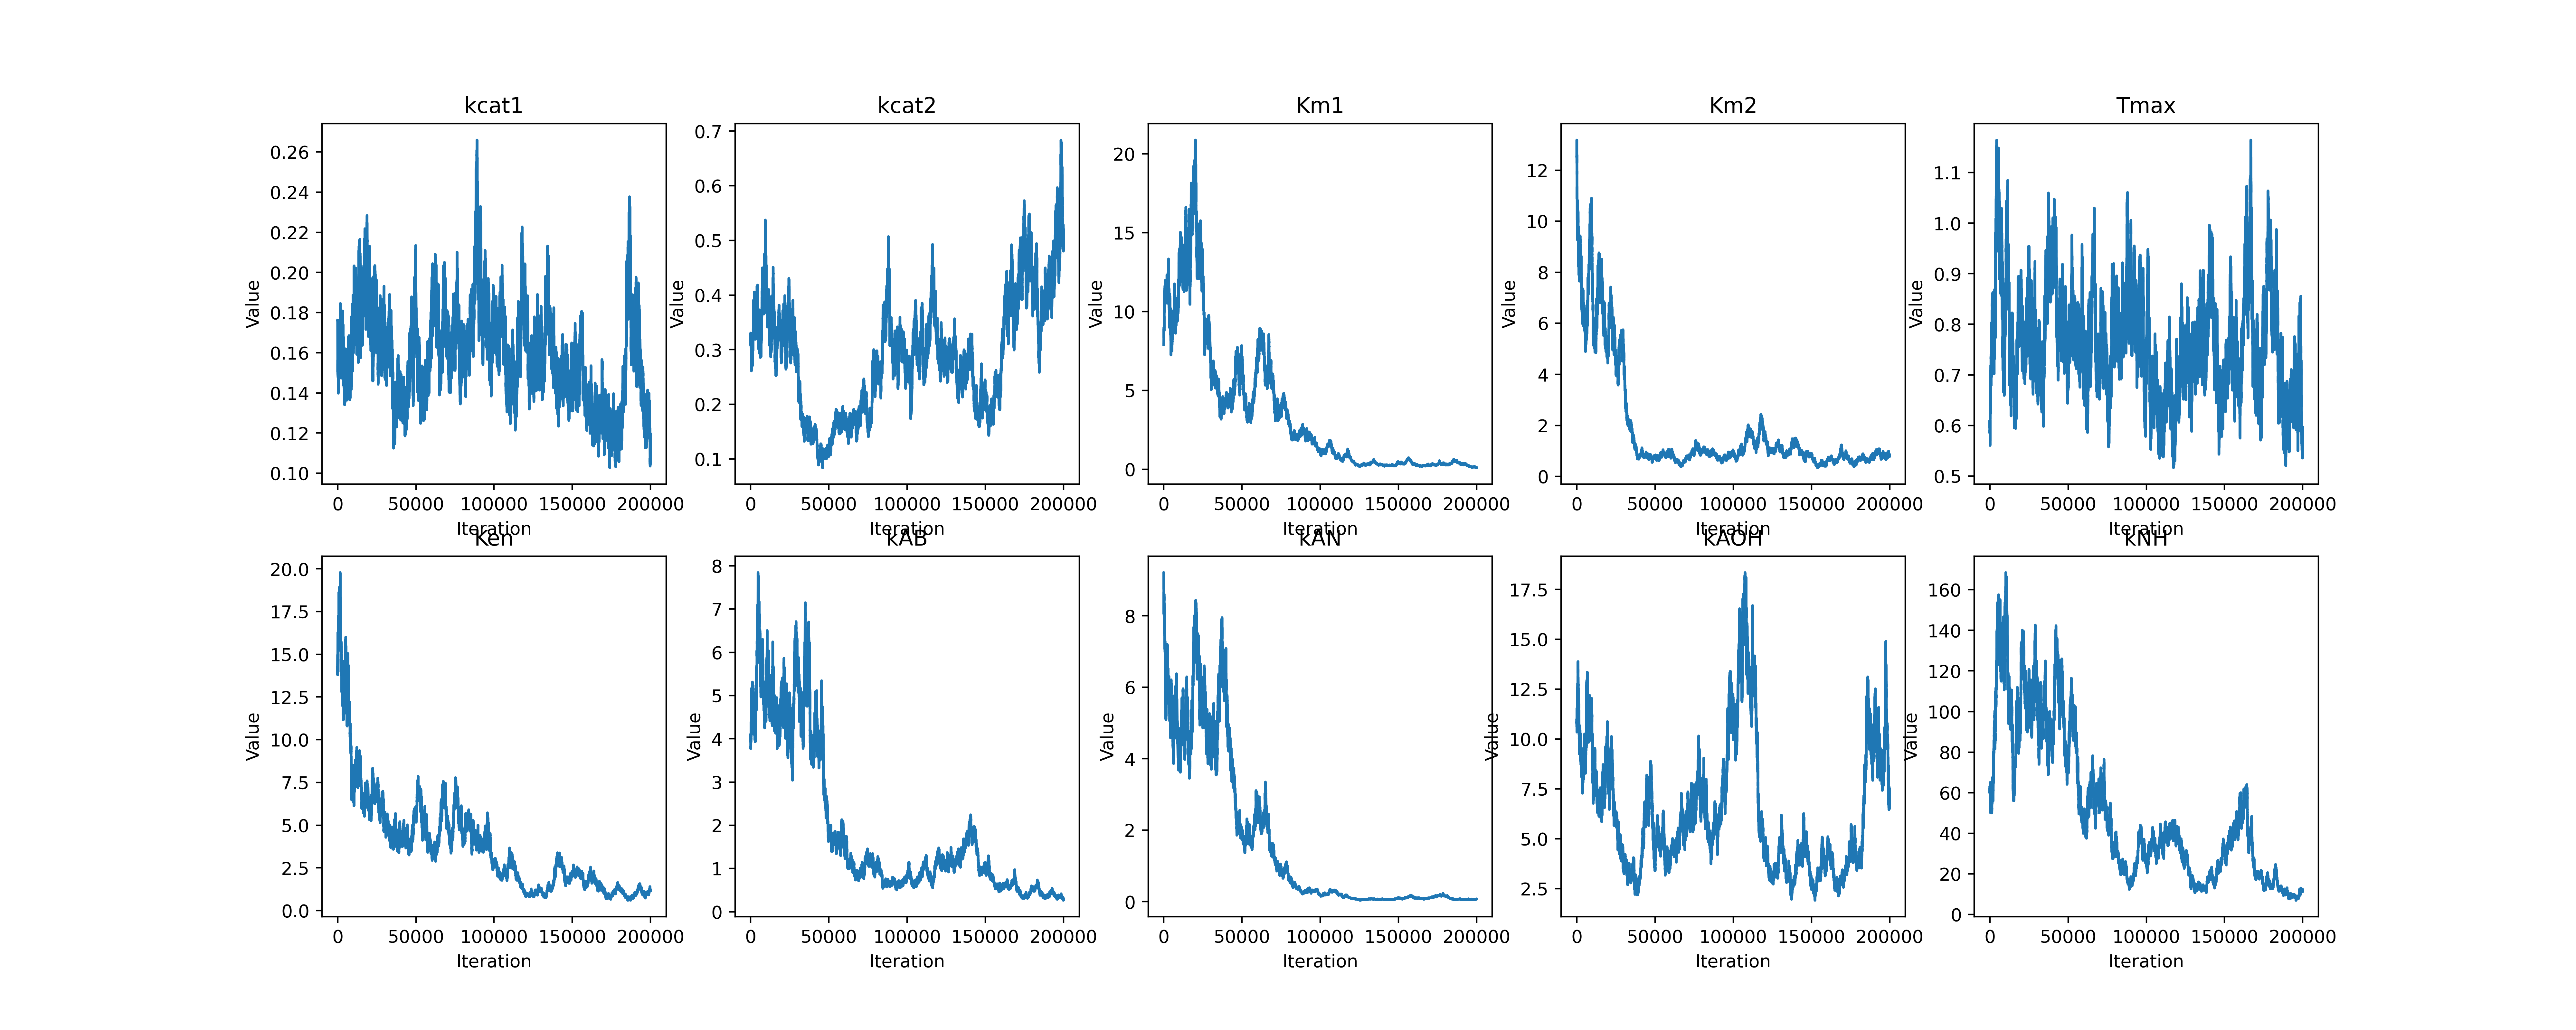 kcat1
kcat2
Km1
Km2
Tmax
0.26
0.24
0.22
0.20
0.18
0.16
0.14
0.12
0.10
Value
0 50000 100000 150000 200000
Iteration
0.7
0.6
0.5
0.4
0.3
0.2
0.1
Value
0 50000 100000 150000 200000
Iteration
20
15
10
5
0
Value
0 50000 100000 150000 200000
Iteration
12
10
8
6
4
2
0
Value
0 50000 100000 150000 200000
Iteration
1.1
1.0
0.9
0.8
0.7
0.6
0.5
Value
0 50000 100000 150000 200000
Iteration
Ken
kAB
kAN
kAOH
kNH
20.0
17.5
15.0
12.5
10.0
7.5
5.0
2.5
0.0
Value
0 50000 100000 150000 200000
Iteration
8
7
6
5
4
3
2
1
0
Value
0 50000 100000 150000 200000
Iteration
8
6
4
2
0
Value
0 50000 100000 150000 200000
Iteration
17.5
15.0
12.5
10.0
7.5
5.0
2.5
Value
0 50000 100000 150000 200000
Iteration
160
140
120
100
80
60
40
20
0
Value
0 50000 100000 150000 200000
Iteration